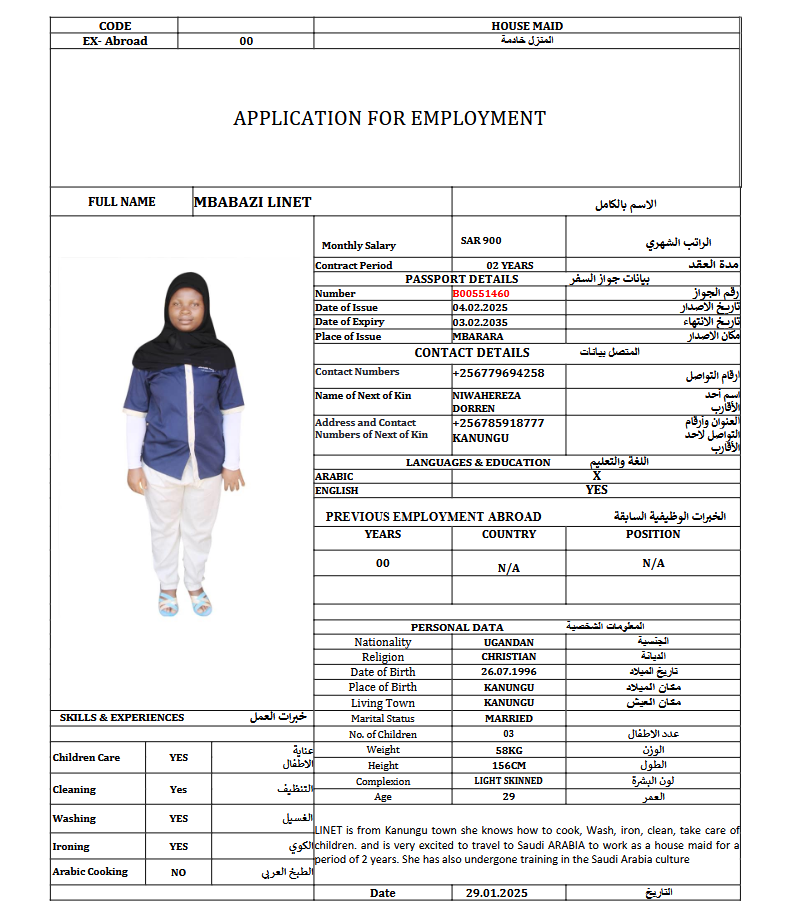 CODE HOUSE MAID
EX- Abroad 00 المنزل خادمة
APPLICATION FOR EMPLOYMENT
FULL NAME MBABAZI LINET الاسم بالكامل
Monthly Salary SAR 900 الراتب الشهري
Contract Period 02 YEARS مدة العقد
PASSPORT DETAILS بيانات جواز السفر
Number B00551460 رقم الجواز
Date of Issue 04.02.2025 تاريخ الاصدار
Date of Expiry 03.02.2035 تاريخ الانتهاء
Place of Issue MBARARA مكان الاصدار
CONTACT DETAILS المتصل بيانات
Contact Numbers +256779694258 ارقام التواصل
Name of Next of Kin NIWAHEREZA DORREN اسم أحد الأقارب
Address and Contact Numbers of Next of Kin +256785918777 KANUNGU العنوان وأرقام التواصل لاحد الأقارب
LANGUAGES & EDUCATION اللغة والتعليم
ARABIC X
ENGLISH YES
PREVIOUS EMPLOYMENT ABROAD الخبرات الوظيفية السابقة
YEARS COUNTRY POSITION
00 N/A N/A
PERSONAL DATA المعلومات الشخصية
Nationality UGANDAN الجنسية
Religion CHRISTIAN الديانة
Date of Birth 26.07.1996 تاريخ الميلاد
Place of Birth KANUNGU مكان الميلاد
Living Town KANUNGU مكان العيش
Marital Status MARRIED
No. of Children 03 عدد الاطفال
Weight 58KG الوزن
Height 156CM الطول
Complexion LIGHT SKINNED لون البشرة
Age 29 العمر
SKILLS & EXPERIENCES خبرات العمل
Children Care YES عناية الاطفال
Cleaning Yes التنظيف
Washing YES الغسيل
Ironing YES الكوي
Arabic Cooking NO الطبخ العربي
LINET is from Kanungu town she knows how to cook, Wash, iron, clean, take care of
children. and is very excited to travel to Saudi ARABIA to work as a house maid for a
period of 2 years. She has also undergone training in the Saudi Arabia culture
Date 29.01.2025 التاريخ